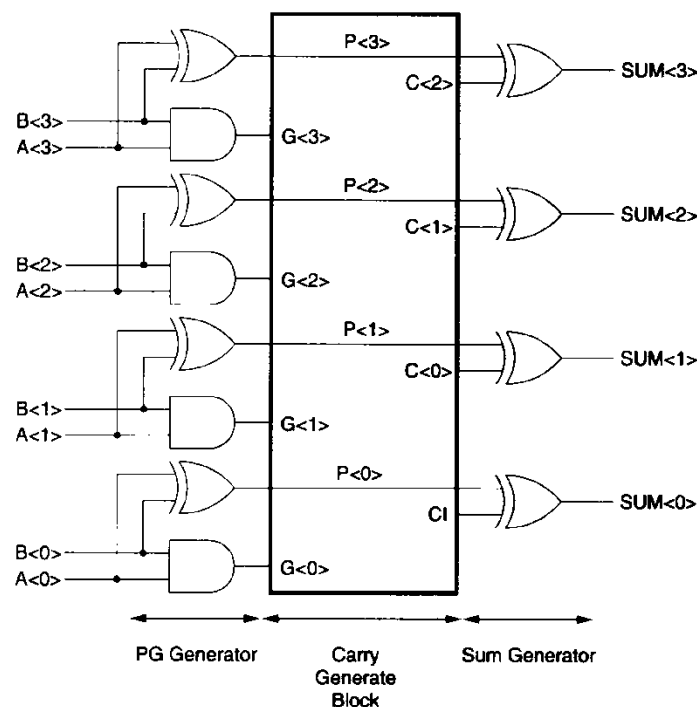 P<3>
SUM<3>
C<2>
B<3>
A<3>
G<3>
P<2>
SUM<2>
C<1>
B<2>
A<2>
G<2>
P<1>
SUM<1>
C<0>
B<1>
A<1>
G<1>
P<0>
SUM<0>
CI
B<0>
A<0>
G<0>
PG Generator
Carry
Generate
Block
Sum Generator